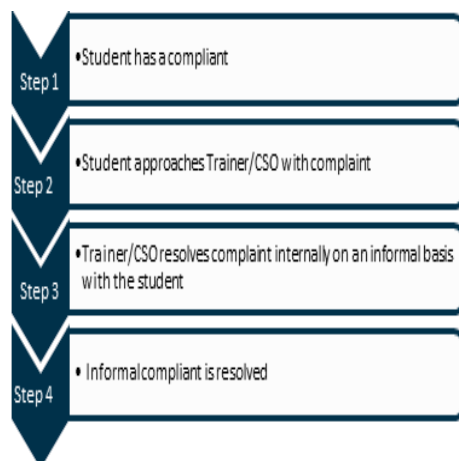 Step 1
•Student has a compliant
Step 2
•Student approaches Trainer/CSO with complaint
Step 3
•Trainer/CSO resolves complaint internally on an informal basis
with the student
Step 4
• Informal compliant is resolved